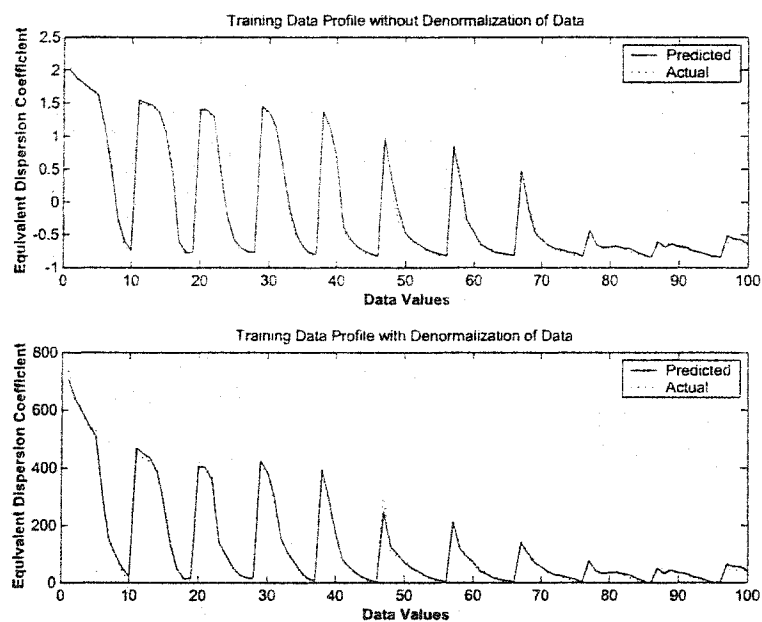 Training Data Profile without Denormalization of Data
Equivalent Dispersion Coefficient
2.5
2
1.5
1
0.5
0
-0.5
-1
Predicted
Actual
0 10 20 30 40 50 60 70 80 90 100
Data Values
Training Data Profile with Denormalization of Data
Equivalent Dispersion Coefficient
800
600
400
200
0
Predicted
Actual
0 10 20 30 40 50 60 70 80 90 100
Data Values